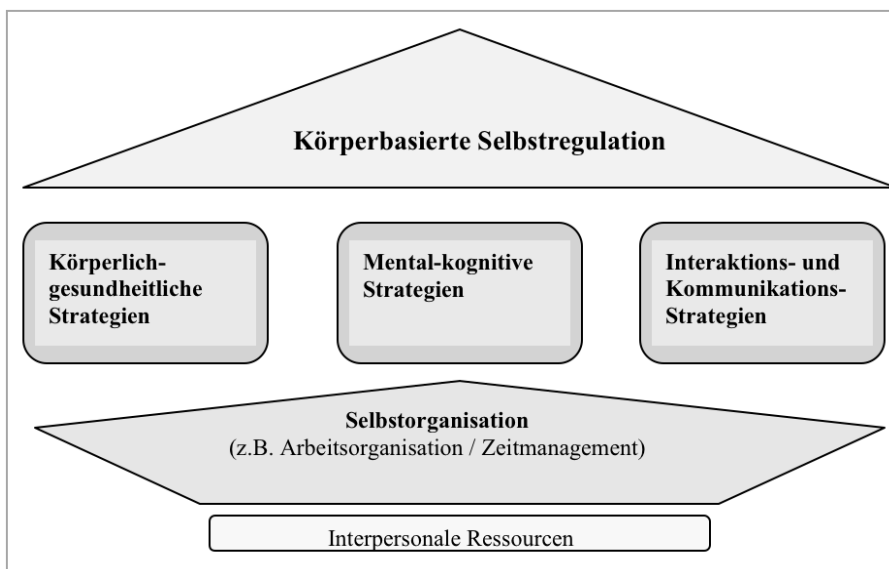 Körperbasierte Selbstregulation
Körperlich-
gesundheitliche
Strategien
Mental-kognitive
Strategien
Interaktions- und
Kommunikations-
Strategien
Selbstorganisation
(z.B. Arbeitsorganisation / Zeitmanagement)
Interpersonale Ressourcen